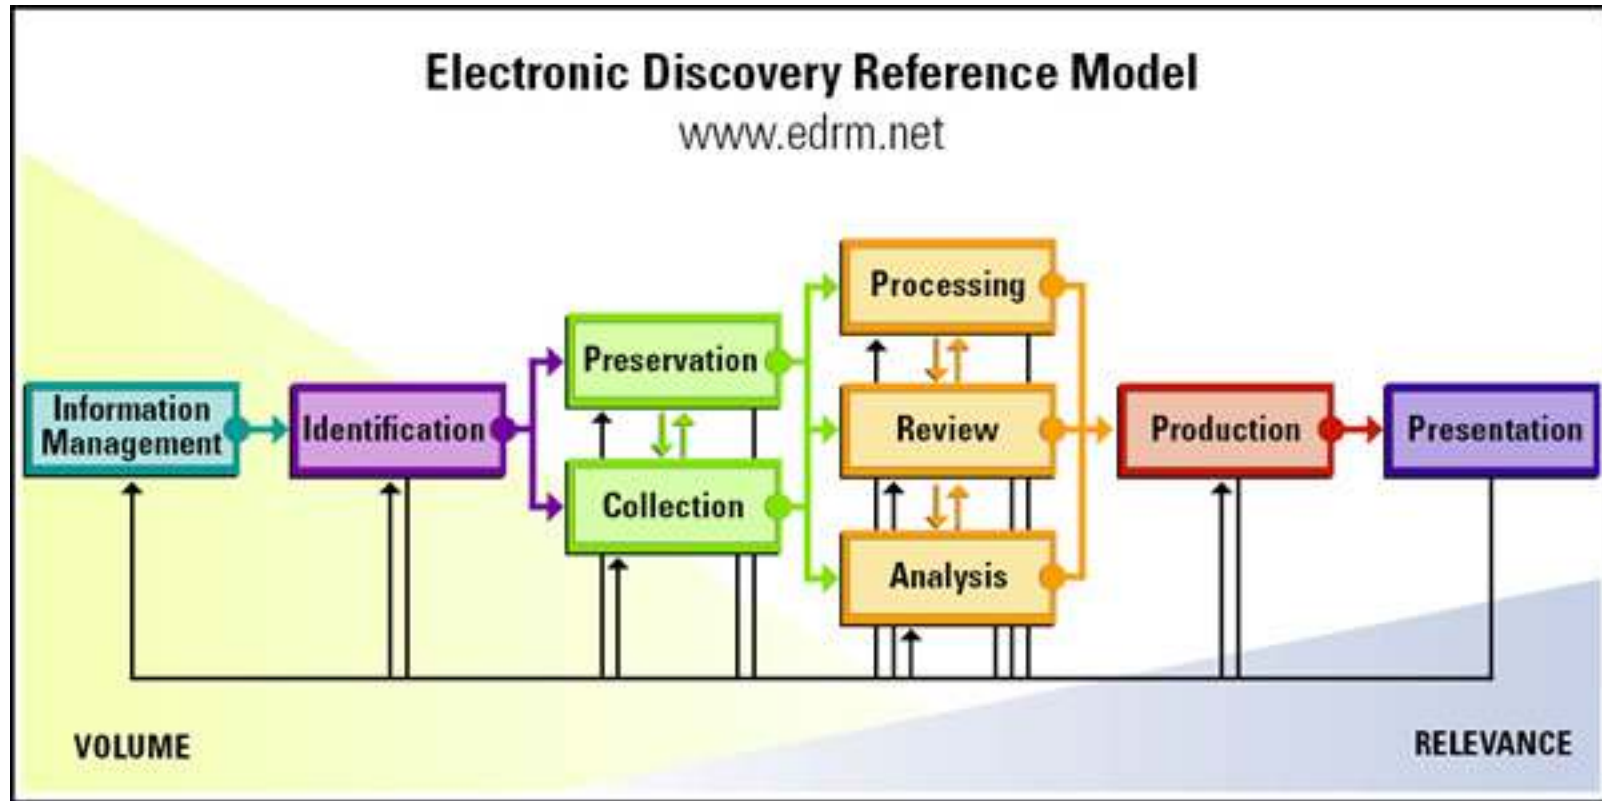 Electronic Discovery Reference Model
www.edrm.net
Processing
Preservation
Information
Management
Identification
Review
Production
Presentation
Collection
Analysis
VOLUME
RELEVANCE